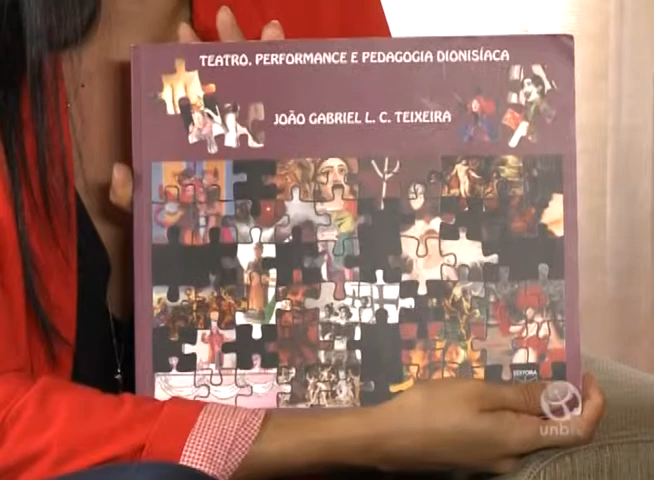 TEATRO, PERFORMANCE E PEDAGOGIA DIONISÍACA
JOÃO GABRIEL L. C. TEIXEIRA
EDITORA
unb